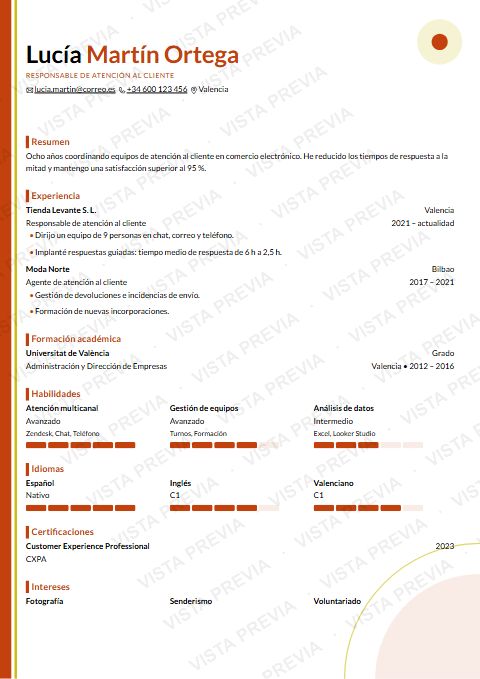 Lucía Martín Ortega
RESPONSABLE DE ATENCIÓN AL CLIENTE
lucia.martin@correo.es +34 600 123 456 Valencia
Resumen
Ocho años coordinando equipos de atención al cliente en comercio electrónico. He reducido los tiempos de respuesta a la
mitad y mantengo una satisfacción superior al 95 %.
Experiencia
Tienda Levante S. L. Valencia
Responsable de atención al cliente 2021 – actualidad
• Dirijo un equipo de 9 personas en chat, correo y teléfono.
• Implanté respuestas guiadas: tiempo medio de respuesta de 6 h a 2,5 h.
Moda Norte Bilbao
Agente de atención al cliente 2017 – 2021
• Gestión de devoluciones e incidencias de envío.
• Formación de nuevas incorporaciones.
Formación académica
Universitat de València Grado
Administración y Dirección de Empresas Valencia • 2012 – 2016
Habilidades
Atención multicanal Gestión de equipos Análisis de datos
Avanzado Avanzado Intermedio
Zendesk, Chat, Teléfono Turnos, Formación Excel, Looker Studio
Idiomas
Español Inglés Valenciano
Nativo C1 C1
Certificaciones
Customer Experience Professional 2023
CXPA
Intereses
Fotografía Senderismo Voluntariado
VISTA PREVIA